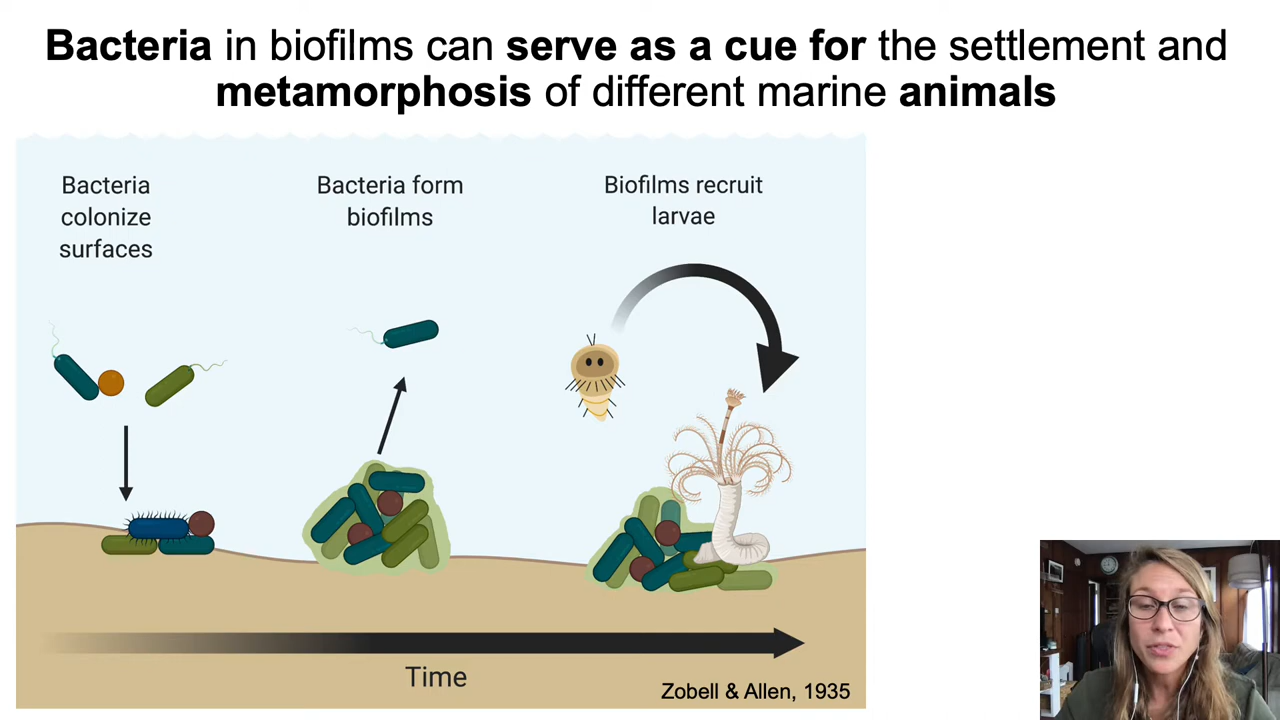 Bacteria in biofilms can serve as a cue for the settlement and
metamorphosis of different marine animals
Bacteria
colonize
surfaces
Bacteria form
biofilms
Biofilms recruit
larvae
Time
Zobell & Allen, 1935